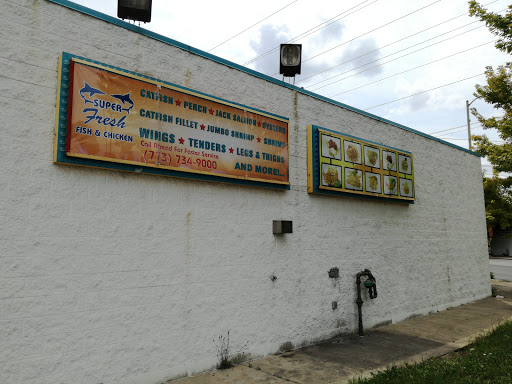 SUPER
Fresh
FISH & CHICKEN
CATFISH ★ PERCH ★ JACK SALMON ★ OYSTERS
CATFISH FILLET ★ JUMBO SHRIMP ★ SHRIMP
WINGS ★ TENDERS ★ LEGS & THIGHS
Call Ahead For Faster Service
(773) 734-9000
AND MORE!..